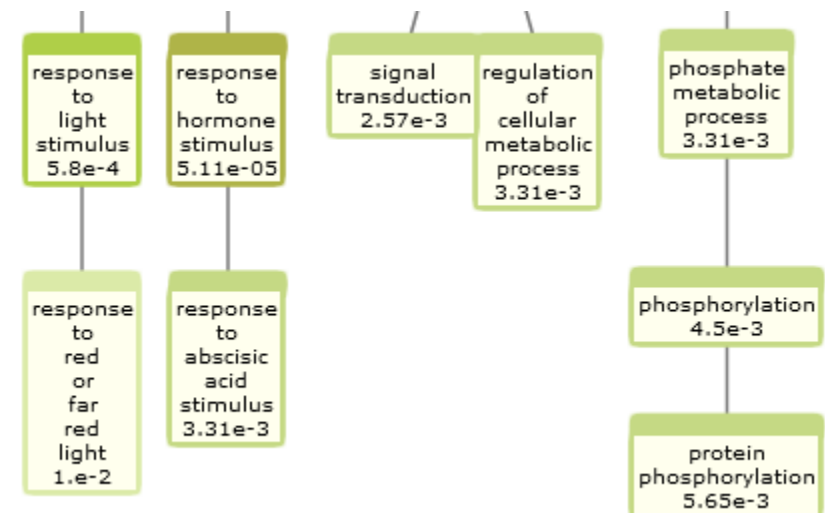 response
to
light
stimulus
5.8e-4
response
to
hormone
stimulus
5.11e-05
signal
transduction
2.57e-3
regulation
of
cellular
metabolic
process
3.31e-3
phosphate
metabolic
process
3.31e-3
response
to
red
or
far
red
light
1.e-2
response
to
abscisic
acid
stimulus
3.31e-3
phosphorylation
4.5e-3
protein
phosphorylation
5.65e-3